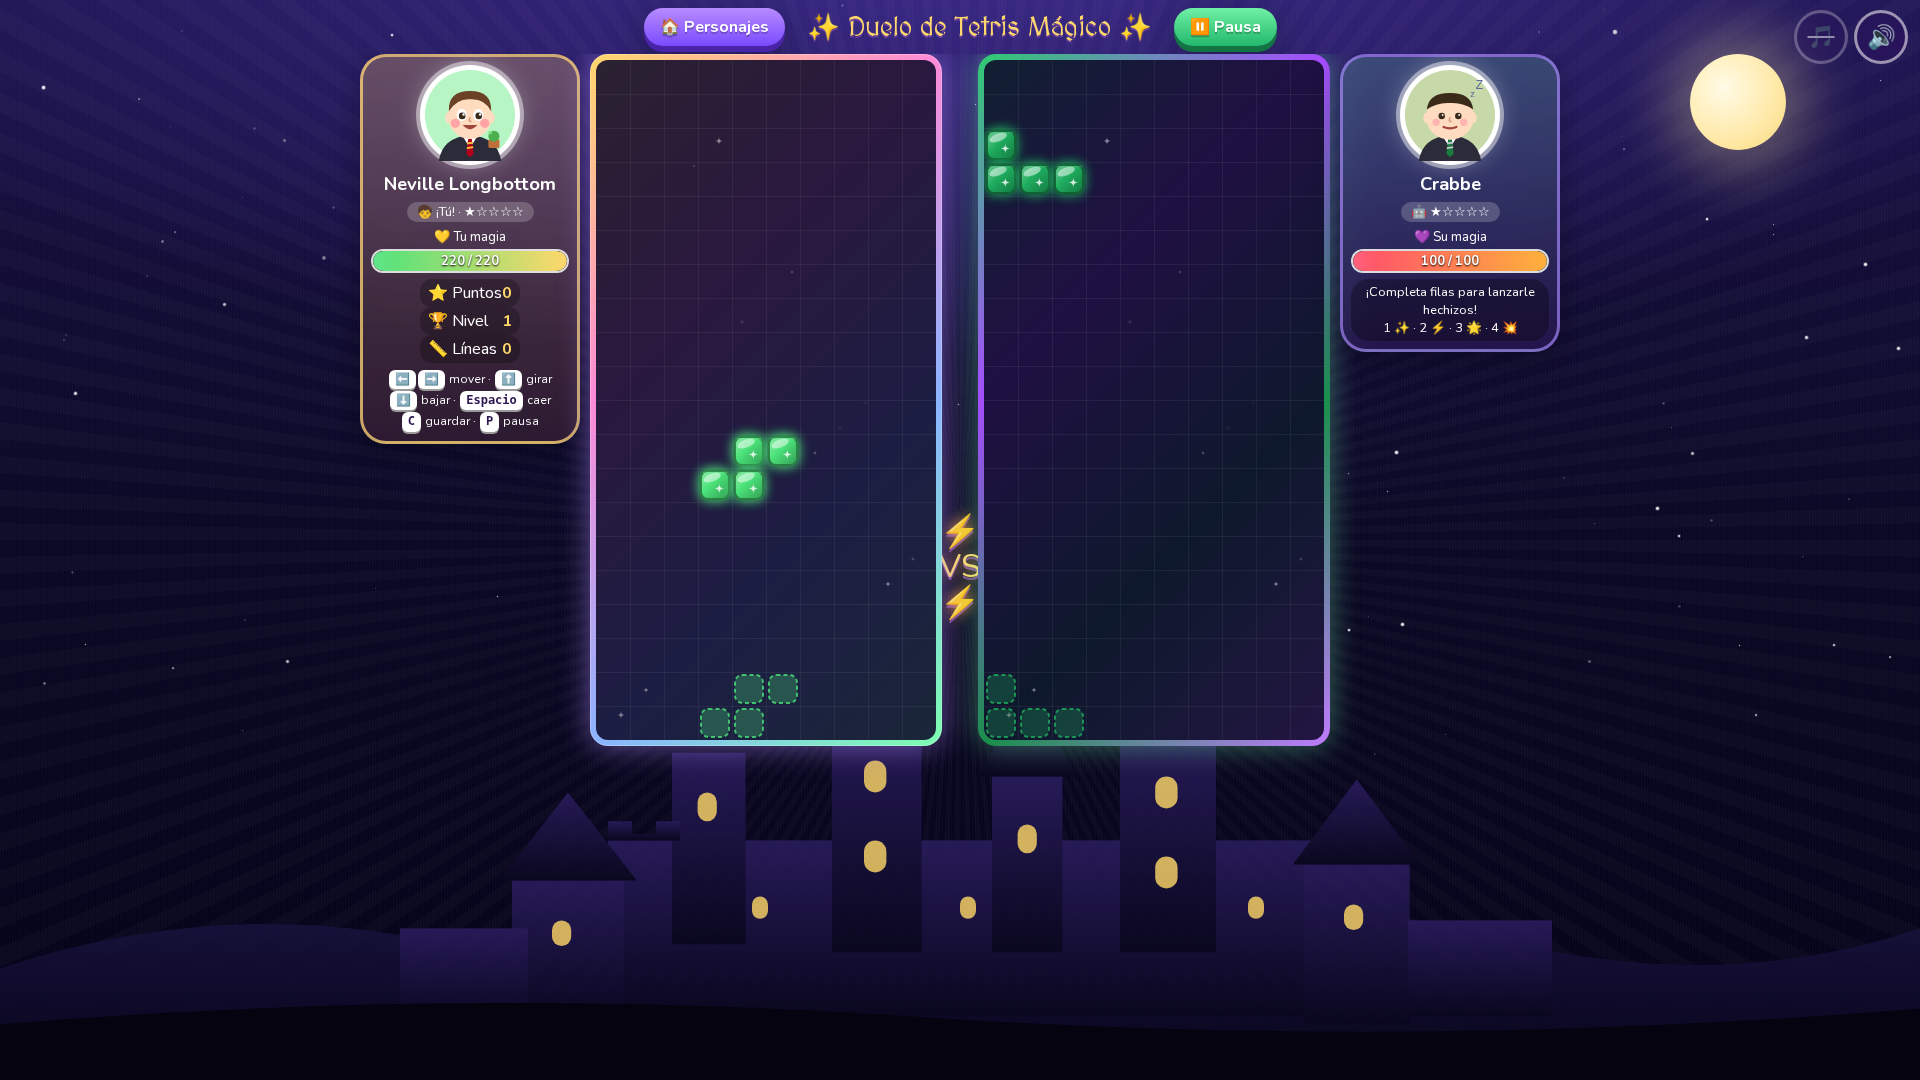 🏠 Personajes
✨ Duelo de Tetris Mágico ✨
⏸️ Pausa
Neville Longbottom
🧒 ¡Tú! · ★☆☆☆☆
💛 Tu magia
220 / 220
⭐ Puntos 0
🏆 Nivel 1
📏 Líneas 0
⬅️ ➡️ mover · ⬆️ girar
⬇️ bajar · Espacio caer
C guardar · P pausa
⚡
VS
⚡
z Z
Crabbe
🤖 ★☆☆☆☆
💜 Su magia
100 / 100
¡Completa filas para lanzarle
hechizos!
1 ✨ · 2 ⚡ · 3 🌟 · 4 💥